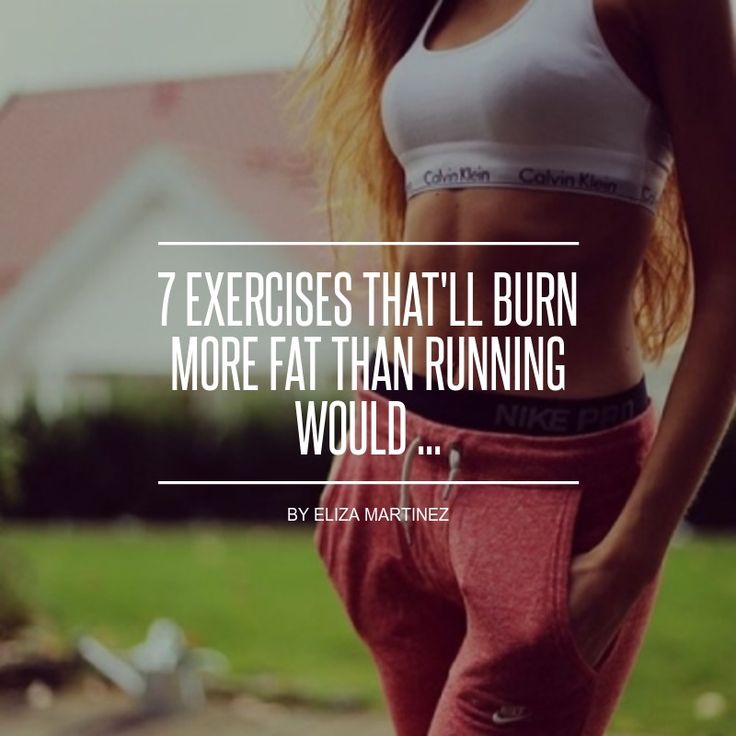 Calvin Klein Calvin Klein
7 EXERCISES THAT'LL BURN
MORE FAT THAN RUNNING
WOULD ...
NIKE PRO
BY ELIZA MARTINEZ
NIKE